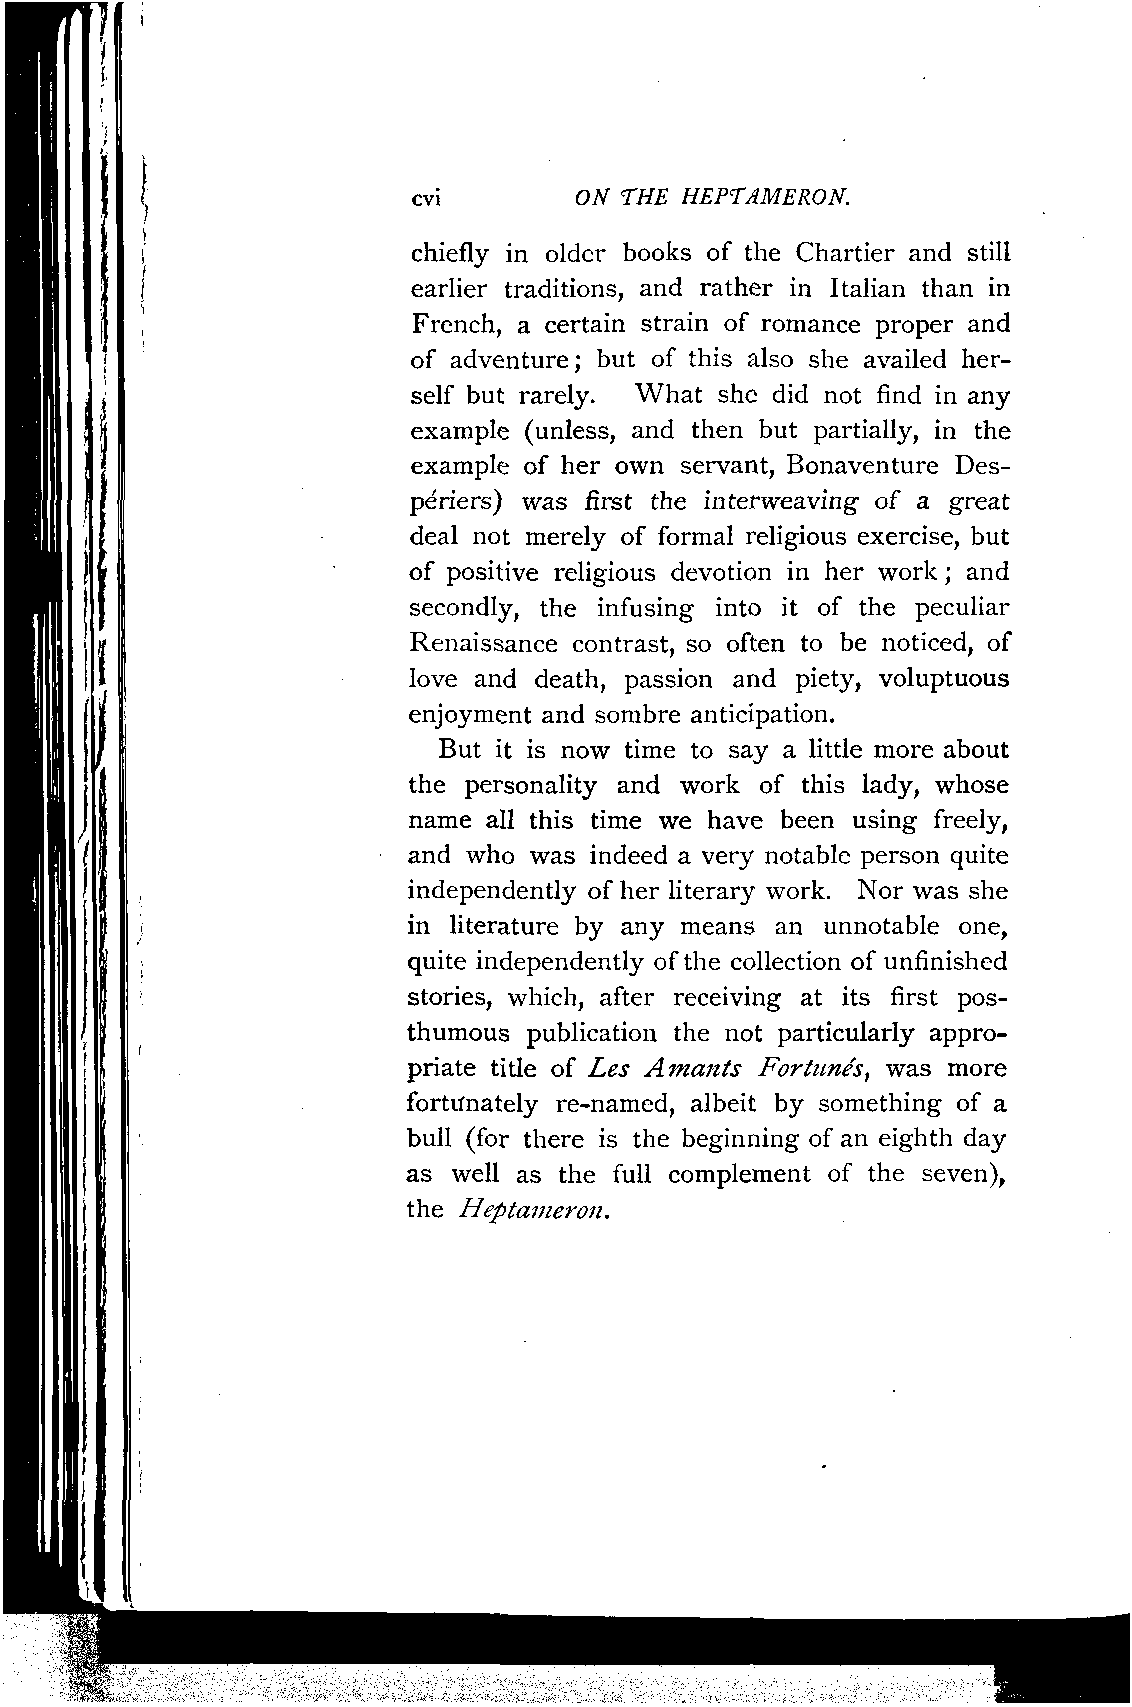 cvi ON THE HEPTAMERON.
chiefly in older books of the Chartier and still
earlier traditions, and rather in Italian than in
French, a certain strain of romance proper and
of adventure; but of this also she availed her-
self but rarely. What she did not find in any
example (unless, and then but partially, in the
example of her own servant, Bonaventure Des-
périers) was first the interweaving of a great
deal not merely of formal religious exercise, but
of positive religious devotion in her work; and
secondly, the infusing into it of the peculiar
Renaissance contrast, so often to be noticed, of
love and death, passion and piety, voluptuous
enjoyment and sombre anticipation.
But it is now time to say a little more about
the personality and work of this lady, whose
name all this time we have been using freely,
and who was indeed a very notable person quite
independently of her literary work. Nor was she
in literature by any means an unnotable one,
quite independently of the collection of unfinished
stories, which, after receiving at its first pos-
thumous publication the not particularly appro-
priate title of Les Amants Fortunés, was more
fortunately re-named, albeit by something of a
bull (for there is the beginning of an eighth day
as well as the full complement of the seven),
the Heptameron.